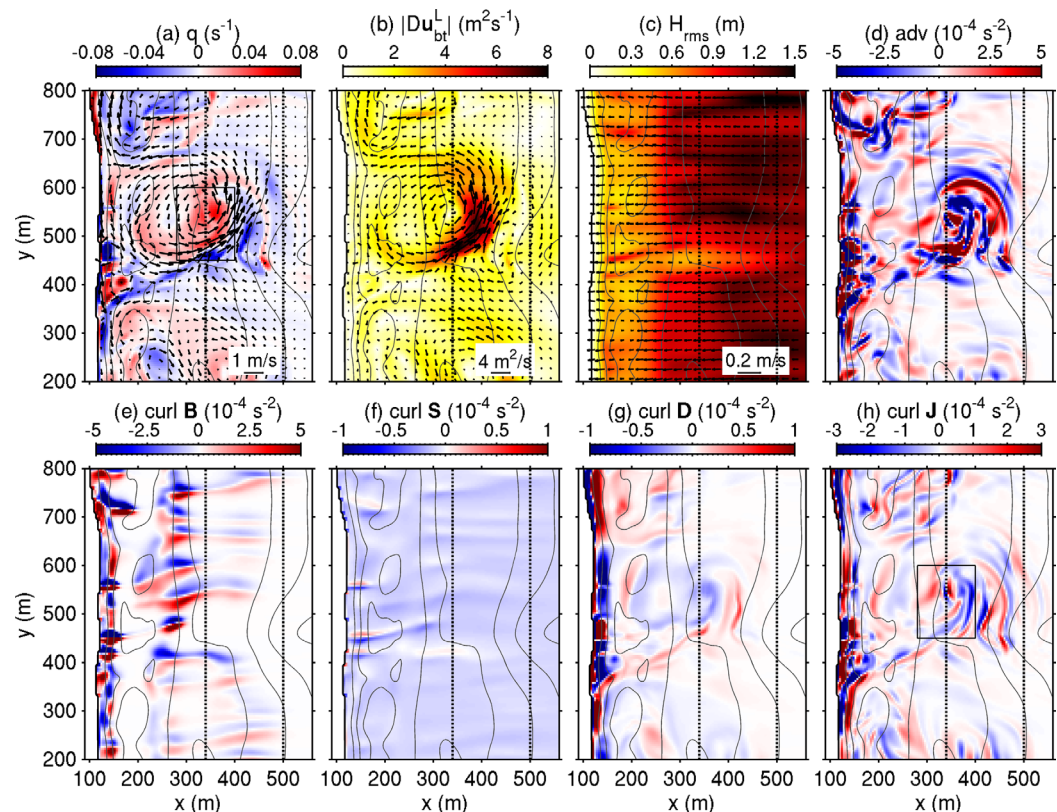 (a) q (s⁻¹)
-0.08 -0.04 0 0.04 0.08
(b) |Du^L_bt| (m²s⁻¹)
0 2 4 6 8
(c) H_rms (m)
0 0.3 0.6 0.9 1.2 1.5
(d) adv (10⁻⁴ s⁻²)
-5 -2.5 0 2.5 5
y (m)
800
700
600
500
400
300
200
1 m/s
4 m²/s
0.2 m/s
(e) curl B (10⁻⁴ s⁻²)
-5 -2.5 0 2.5 5
(f) curl S (10⁻⁴ s⁻²)
-1 -0.5 0 0.5 1
(g) curl D (10⁻⁴ s⁻²)
-1 -0.5 0 0.5 1
(h) curl J (10⁻⁴ s⁻²)
-3 -2 -1 0 1 2 3
y (m)
800
700
600
500
400
300
200
100 200 300 400 500
100 200 300 400 500
100 200 300 400 500
100 200 300 400 500
x (m)
x (m)
x (m)
x (m)